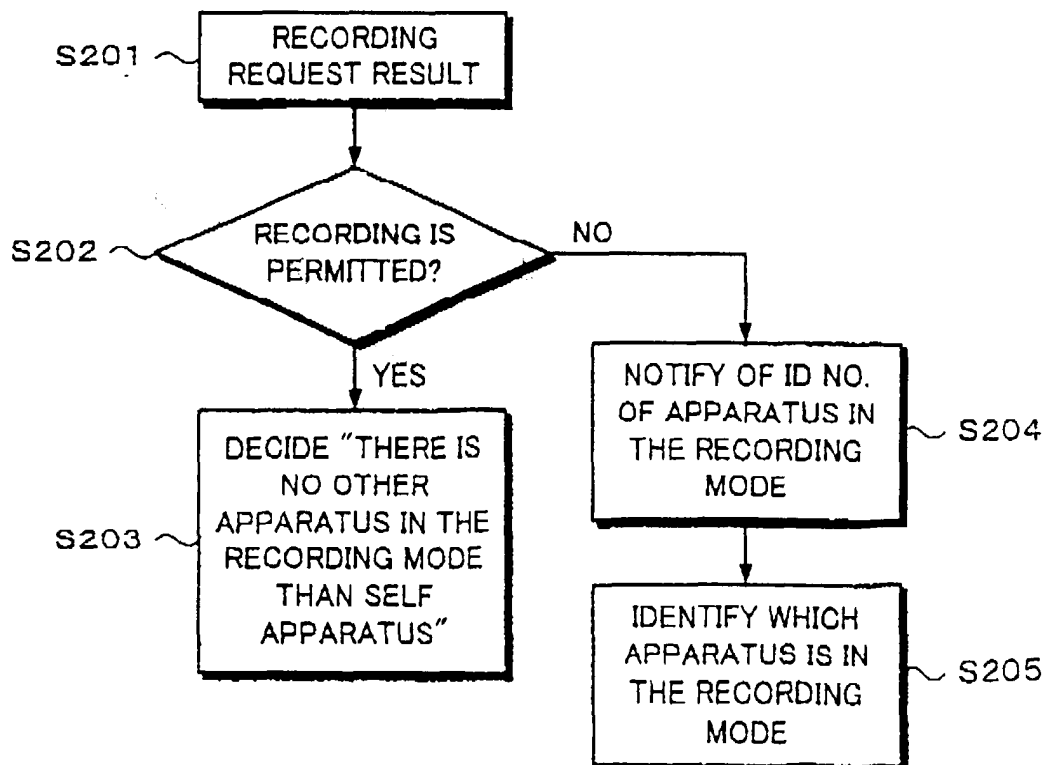 S201
RECORDING
REQUEST RESULT
S202
RECORDING IS
PERMITTED?
NO
YES
S203
DECIDE "THERE IS
NO OTHER
APPARATUS IN THE
RECORDING MODE
THAN SELF
APPARATUS"
NOTIFY OF ID NO.
OF APPARATUS IN
THE RECORDING
MODE
S204
IDENTIFY WHICH
APPARATUS IS IN
THE RECORDING
MODE
S205